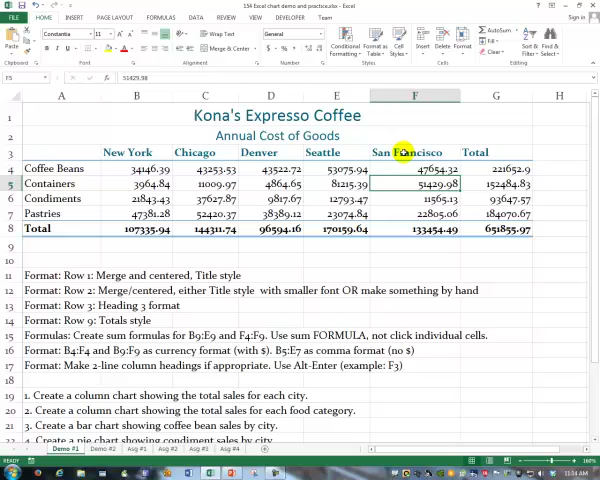 154 Excel chart demo and practice.xlsx - Excel
Sign in
FILE HOME INSERT PAGE LAYOUT FORMULAS DATA REVIEW VIEW DEVELOPER Team
Paste Constantia 11 Wrap Text General Conditional Formatting Format as Table Cell Styles Insert Delete Format AutoSum Fill Clear Sort & Filter Find & Select
B I U Merge & Center $ % ,
Clipboard Font Alignment Number Styles Cells Editing
F5 fx 51429.98
A B C D E F G H
1 Kona's Expresso Coffee
2 Annual Cost of Goods
3 New York Chicago Denver Seattle San Francisco Total
4 Coffee Beans 34146.39 43253.53 43522.72 53075.94 47654.32 221652.9
5 Containers 3964.84 11009.97 4864.65 81215.39 51429.98 152484.83
6 Condiments 21843.43 37627.87 9817.67 12793.47 11565.13 93647.57
7 Pastries 47381.28 52420.37 38389.12 23074.84 22805.06 184070.67
8 Total 107335.94 144311.74 96594.16 170159.64 133454.49 651855.97
9
10
11 Format: Row 1: Merge and centered, Title style
12 Format: Row 2: Merge/centered, either Title style with smaller font OR make something by hand
13 Format: Row 3: Heading 3 format
14 Format: Row 9: Totals style
15 Formulas: Create sum formulas for B9:E9 and F4:F9. Use sum FORMULA, not click individual cells.
16 Format: B4:F4 and B9:F9 as currency format (with $). B5:E7 as comma format (no $)
17 Format: Make 2-line column headings if appropriate. Use Alt-Enter (example: F3)
18
19 1. Create a column chart showing the total sales for each city.
20 2. Create a column chart showing the total sales for each food category.
21 3. Create a bar chart showing coffee bean sales by city.
22 4. Create a pie chart showing condiment sales by city
Demo #1 Demo #2 Asg #1 Asg #2 Asg #3 Asg #4
READY 160%
11:14 AM